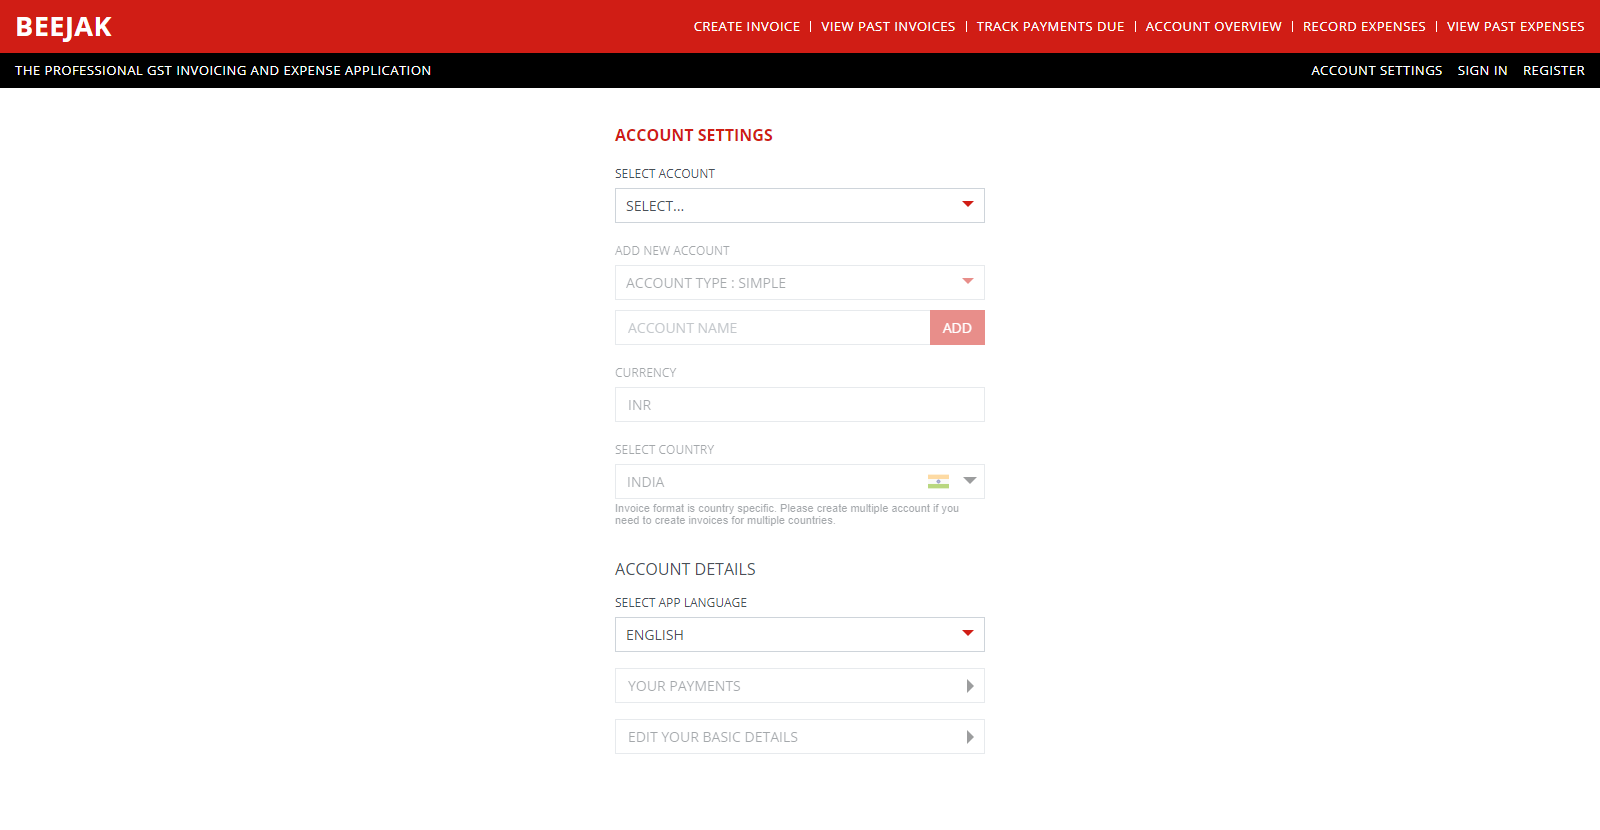 BEEJAK
CREATE INVOICE | VIEW PAST INVOICES | TRACK PAYMENTS DUE | ACCOUNT OVERVIEW | RECORD EXPENSES | VIEW PAST EXPENSES
THE PROFESSIONAL GST INVOICING AND EXPENSE APPLICATION
ACCOUNT SETTINGS SIGN IN REGISTER
ACCOUNT SETTINGS
SELECT ACCOUNT
SELECT...
ADD NEW ACCOUNT
ACCOUNT TYPE : SIMPLE
ACCOUNT NAME ADD
CURRENCY
INR
SELECT COUNTRY
INDIA
Invoice format is country specific. Please create multiple account if you
need to create invoices for multiple countries.
ACCOUNT DETAILS
SELECT APP LANGUAGE
ENGLISH
YOUR PAYMENTS
EDIT YOUR BASIC DETAILS